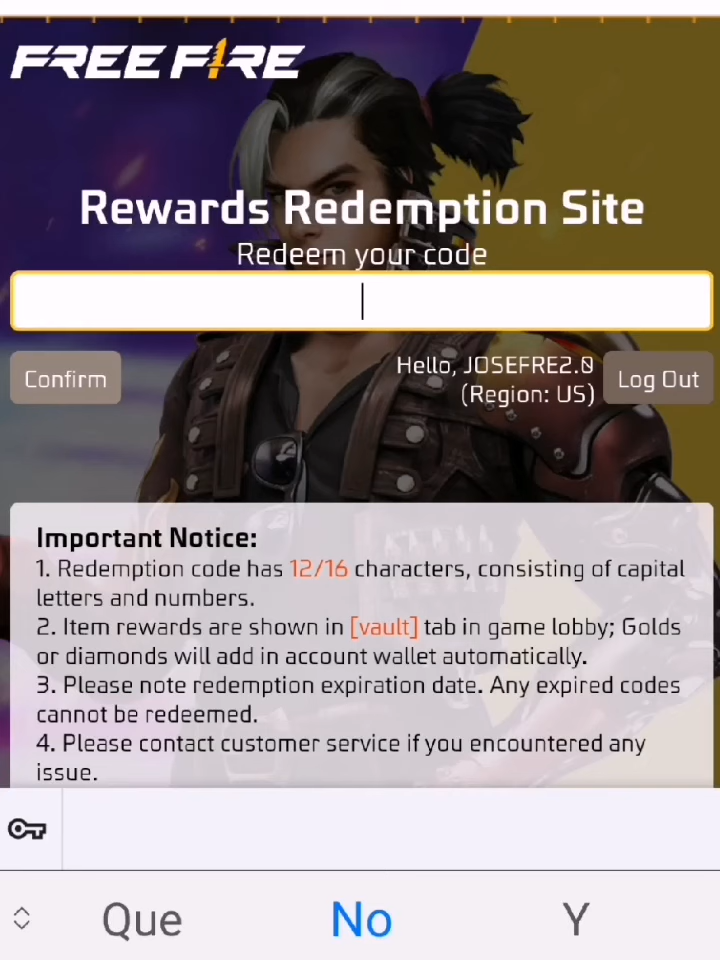 FREE FIRE
Rewards Redemption Site
Redeem your code
Confirm
Hello, JOSEFRE2.0
(Region: US)
Log Out
Important Notice:
1. Redemption code has 12/16 characters, consisting of capital
letters and numbers.
2. Item rewards are shown in [vault] tab in game lobby; Golds
or diamonds will add in account wallet automatically.
3. Please note redemption expiration date. Any expired codes
cannot be redeemed.
4. Please contact customer service if you encountered any
issue.
Que
No
Y